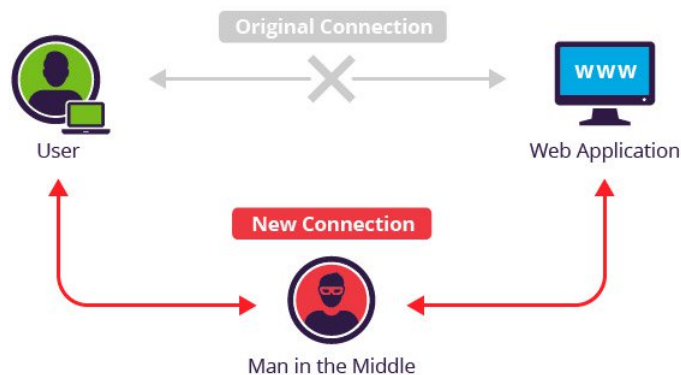 Original Connection
WWW
User
Web Application
New Connection
Man in the Middle